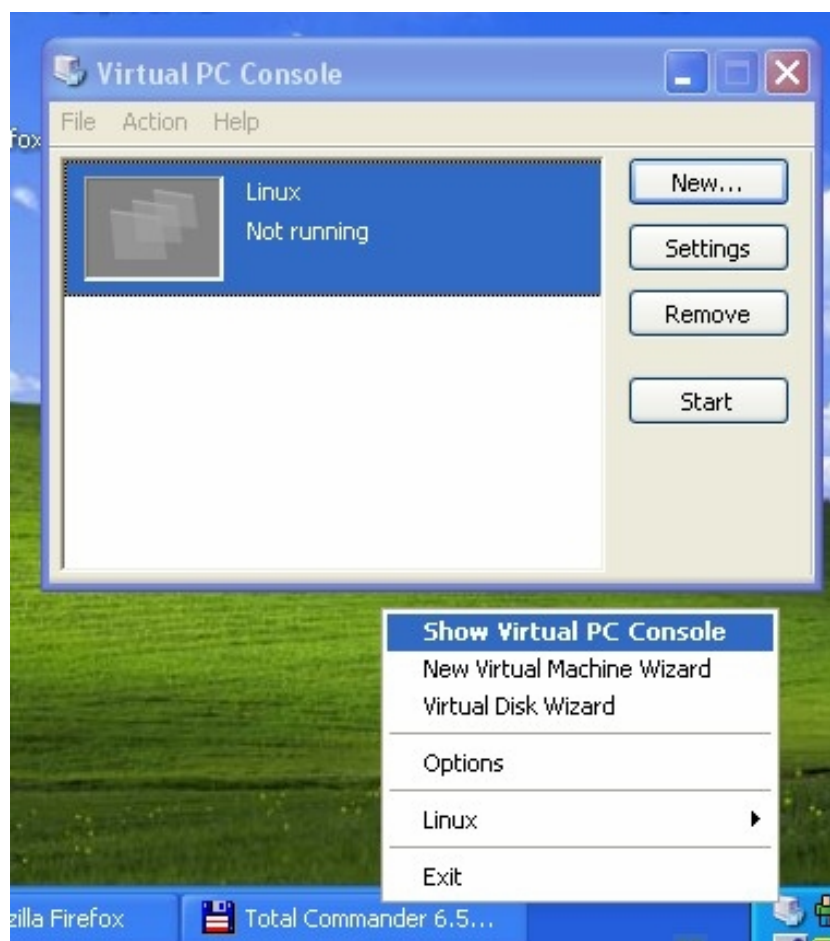 Virtual PC Console
File Action Help
fox
Linux
Not running
New...
Settings
Remove
Start
Show Virtual PC Console
New Virtual Machine Wizard
Virtual Disk Wizard
Options
Linux
Exit
zilla Firefox
Total Commander 6.5...